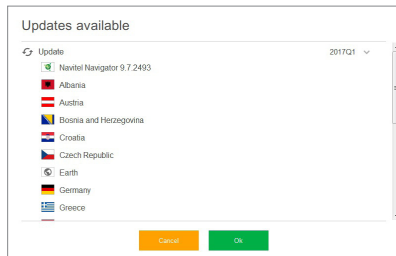 Updates available
Update 2017Q1
Navitel Navigator 9.7.2493
Albania
Austria
Bosnia and Herzegovina
Croatia
Czech Republic
Earth
Germany
Greece
Cancel Ok